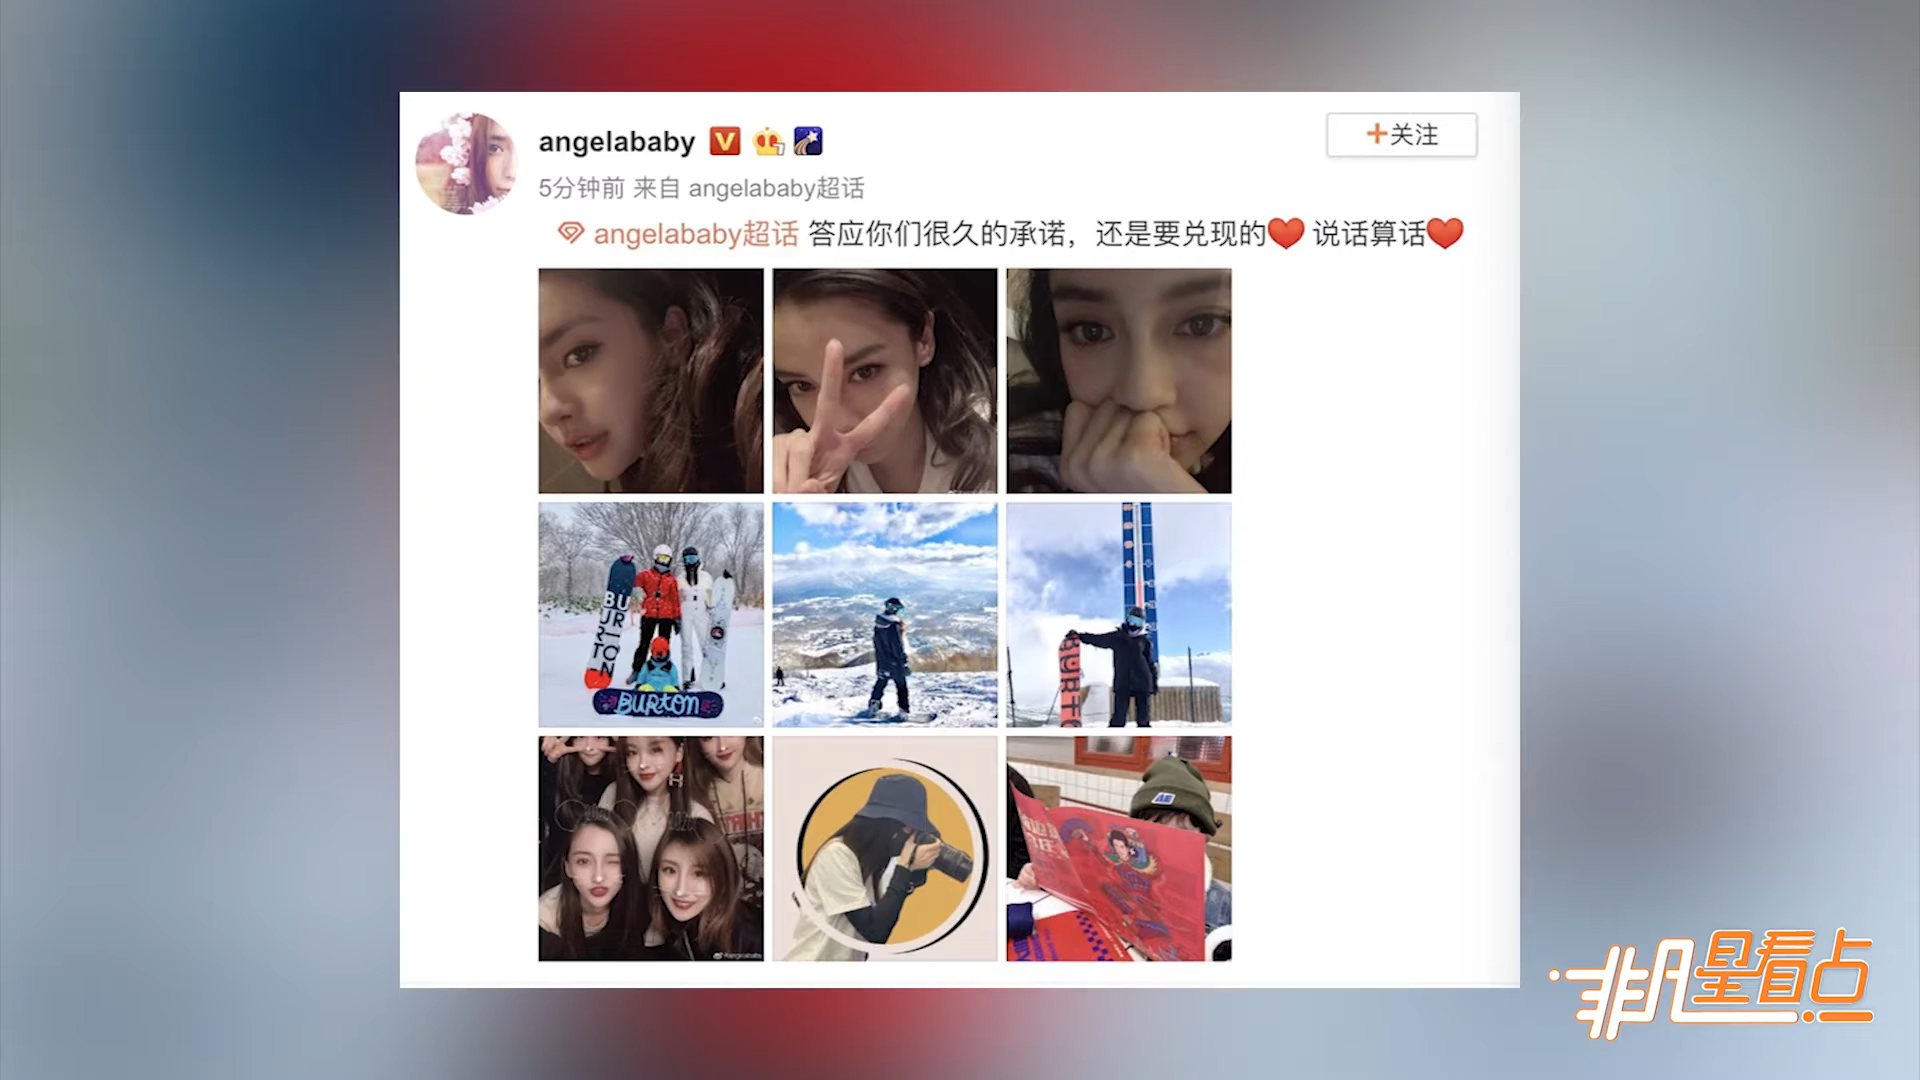 angelababy
+关注
5分钟前 来自 angelababy超话
angelababy超话 答应你们很久的承诺，还是要兑现的❤️ 说话算话❤️
BURTON
BURTON
非凡星看点